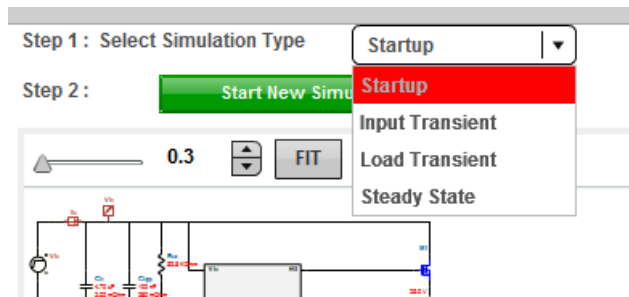 Step 1 : Select Simulation Type
Startup
Step 2 :
Start New Simu
Startup
Input Transient
Load Transient
Steady State
0.3
FIT